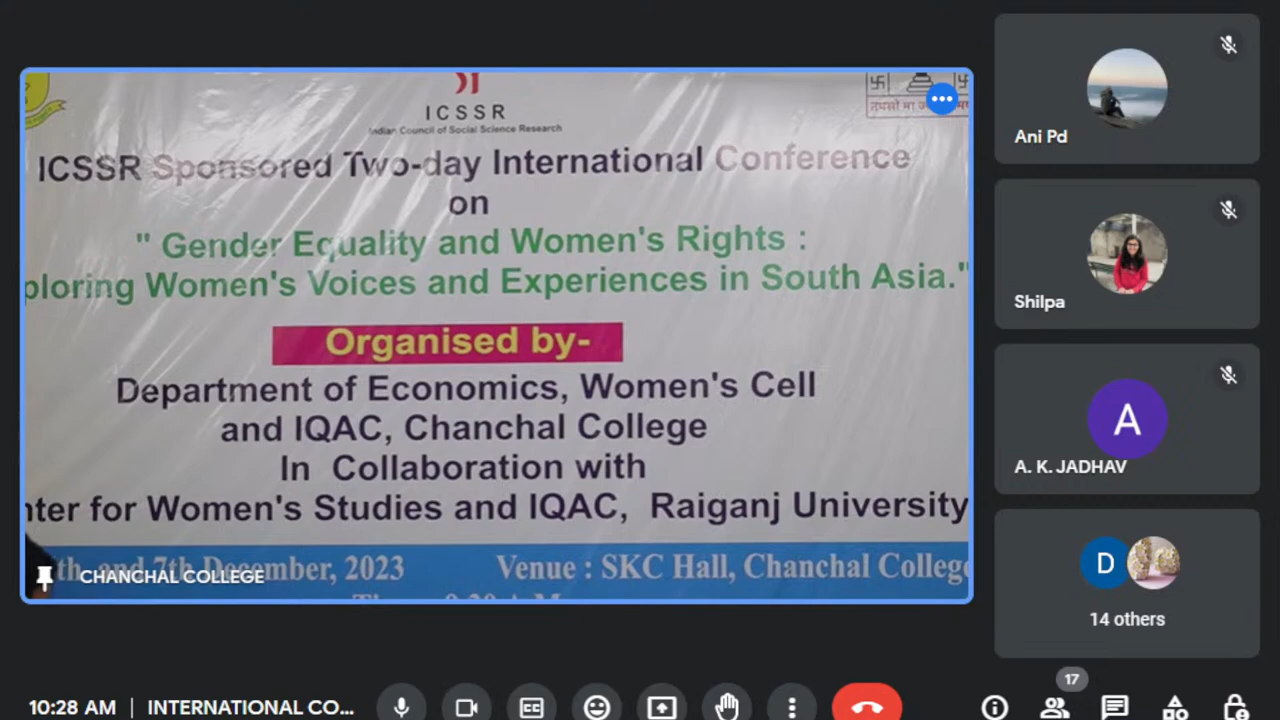 ICSSR
Indian Council of Social Science Research
ICSSR Sponsored Two-day International Conference
on
" Gender Equality and Women's Rights :
ploring Women's Voices and Experiences in South Asia."
Organised by-
Department of Economics, Women's Cell
and IQAC, Chanchal College
In Collaboration with
nter for Women's Studies and IQAC, Raiganj University
th and 7th December, 2023 Venue : SKC Hall, Chanchal College
CHANCHAL COLLEGE
Ani Pd
Shilpa
A
A. K. JADHAV
D
14 others
10:28 AM | INTERNATIONAL CO...
CC
17